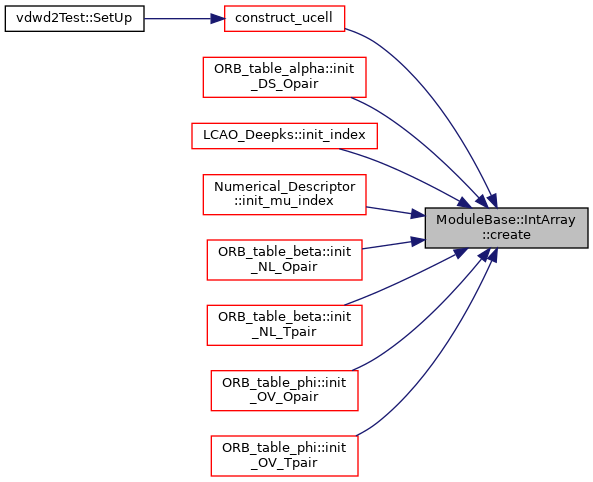 vdwd2Test::SetUp
construct_ucell
ORB_table_alpha::init
_DS_Opair
LCAO_Deepks::init_index
Numerical_Descriptor
::init_mu_index
ORB_table_beta::init
_NL_Opair
ORB_table_beta::init
_NL_Tpair
ORB_table_phi::init
_OV_Opair
ORB_table_phi::init
_OV_Tpair
ModuleBase::IntArray
::create